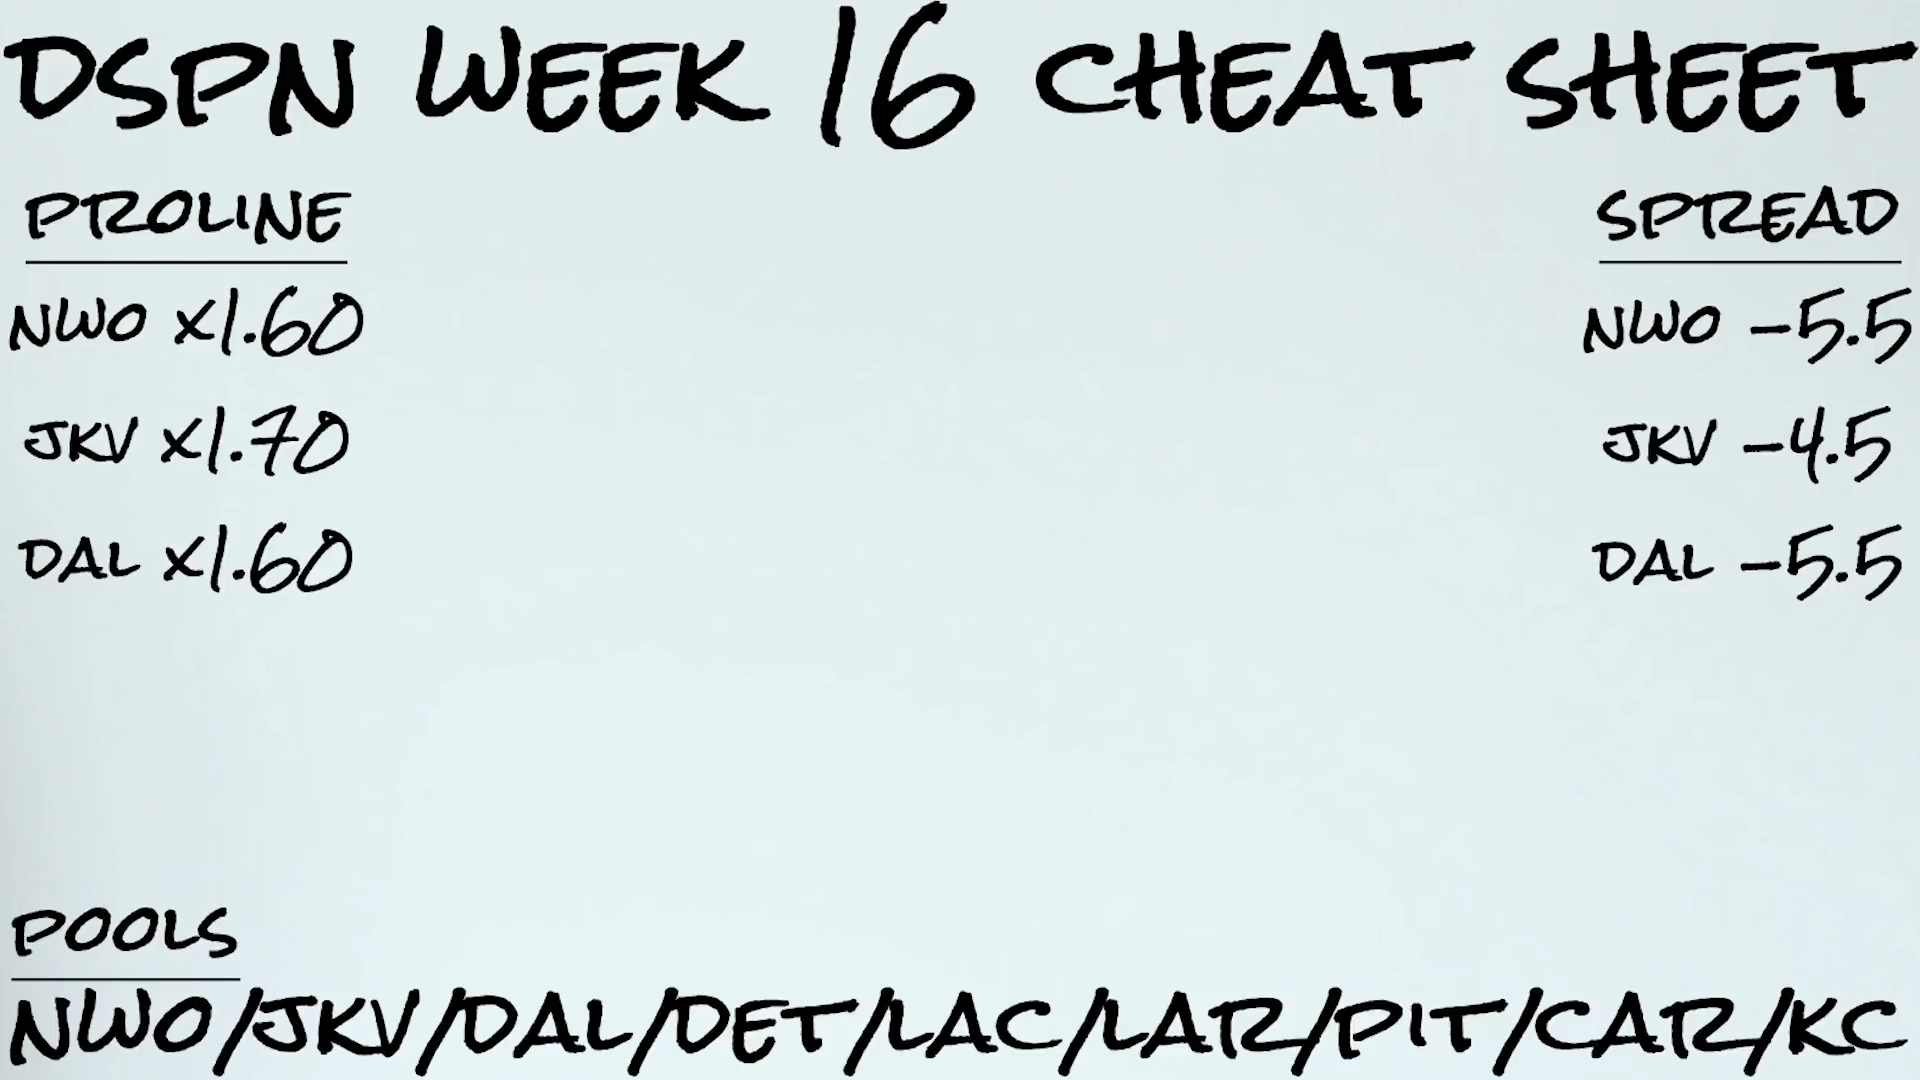 DSPN WEEK 16 CHEAT SHEET
PROLINE
NWO x1.60
JKV x1.70
DAL x1.60
SPREAD
NWO -5.5
JKV -4.5
DAL -5.5
POOLS
NWO/JKV/DAL/DET/LAC/LAR/PIT/CAR/KC